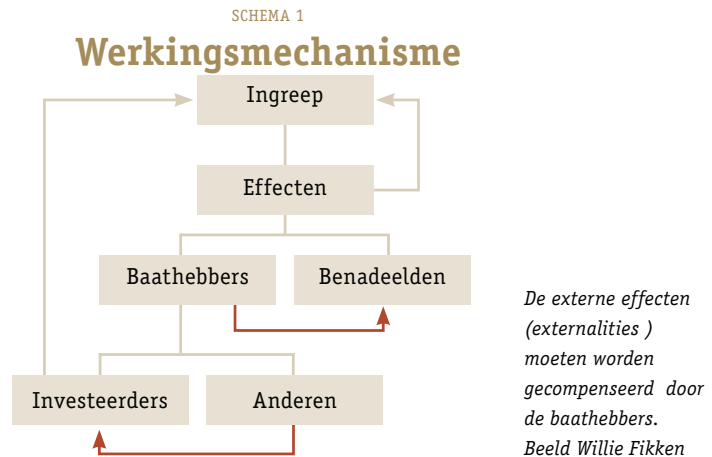 SCHEMA 1
Werkingsmechanisme
Ingreep
Effecten
Baathebbers
Benadeelden
Investeerders
Anderen
De externe effecten
(externalities )
moeten worden
gecompenseerd door
de baathebbers.
Beeld Willie Fikken